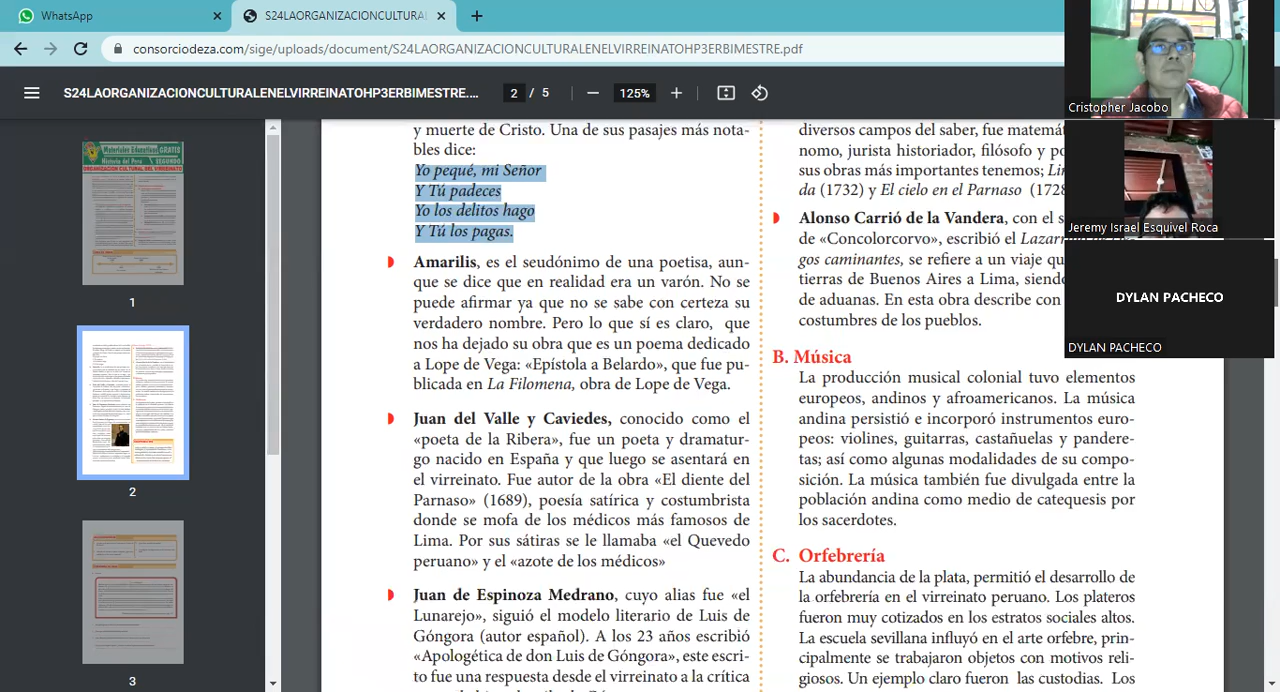 WhatsApp
S24LAORGANIZACIONCULTURAL
consorciodeza.com/sige/uploads/document/S24LAORGANIZACIONCULTURALENELVIRREINATOHP3ERBIMESTRE.pdf
S24LAORGANIZACIONCULTURALENELVIRREINATOHP3ERBIMESTRE....
2 / 5
125%
Materiales Educativos GRATIS
Historia del Perú SEGUNDO
ORGANIZACION CULTURAL DEL VIRREINATO
1
2
3
y muerte de Cristo. Una de sus pasajes más nota-
bles dice:
Yo pequé, mi Señor
Y Tú padeces
Yo los delitos hago
Y Tú los pagas.
Amarilis, es el seudónimo de una poetisa, aun-
que se dice que en realidad era un varón. No se
puede afirmar ya que no se sabe con certeza su
verdadero nombre. Pero lo que sí es claro, que
nos ha dejado su obra que es un poema dedicado
a Lope de Vega: «Epístola a Belardo», que fue pu-
blicada en La Filomena, obra de Lope de Vega.
Juan del Valle y Caviedes, conocido como el
«poeta de la Ribera», fue un poeta y dramatur-
go nacido en España y que luego se asentará en
el virreinato. Fue autor de la obra «El diente del
Parnaso» (1689), poesía satírica y costumbrista
donde se mofa de los médicos más famosos de
Lima. Por sus sátiras se le llamaba «el Quevedo
peruano» y el «azote de los médicos»
Juan de Espinoza Medrano, cuyo alias fue «el
Lunarejo», siguió el modelo literario de Luis de
Góngora (autor español). A los 23 años escribió
«Apologética de don Luis de Góngora», este escri-
to fue una respuesta desde el virreinato a la crítica
diversos campos del saber, fue matemá
nomo, jurista historiador, filósofo y po
sus obras más importantes tenemos; Li
da (1732) y El cielo en el Parnaso (1728
Alonso Carrió de la Vandera, con el s
de «Concolorcorvo», escribió el Lazar
gos caminantes, se refiere a un viaje qu
tierras de Buenos Aires a Lima, siend
de aduanas. En esta obra describe con
costumbres de los pueblos.
B. Música
La producción musical colonial tuvo elementos
europeos, andinos y afroamericanos. La música
andina persistió e incorporó instrumentos euro-
peos: violines, guitarras, castañuelas y pandere-
tas; así como algunas modalidades de su compo-
sición. La música también fue divulgada entre la
población andina como medio de catequesis por
los sacerdotes.
C. Orfebrería
La abundancia de la plata, permitió el desarrollo de
la orfebrería en el virreinato peruano. Los plateros
fueron muy cotizados en los estratos sociales altos.
La escuela sevillana influyó en el arte orfebre, prin-
cipalmente se trabajaron objetos con motivos reli-
giosos. Un ejemplo claro fueron las custodias. Los
Cristopher Jacobo
Jeremy Israel Esquivel Roca
DYLAN PACHECO
DYLAN PACHECO